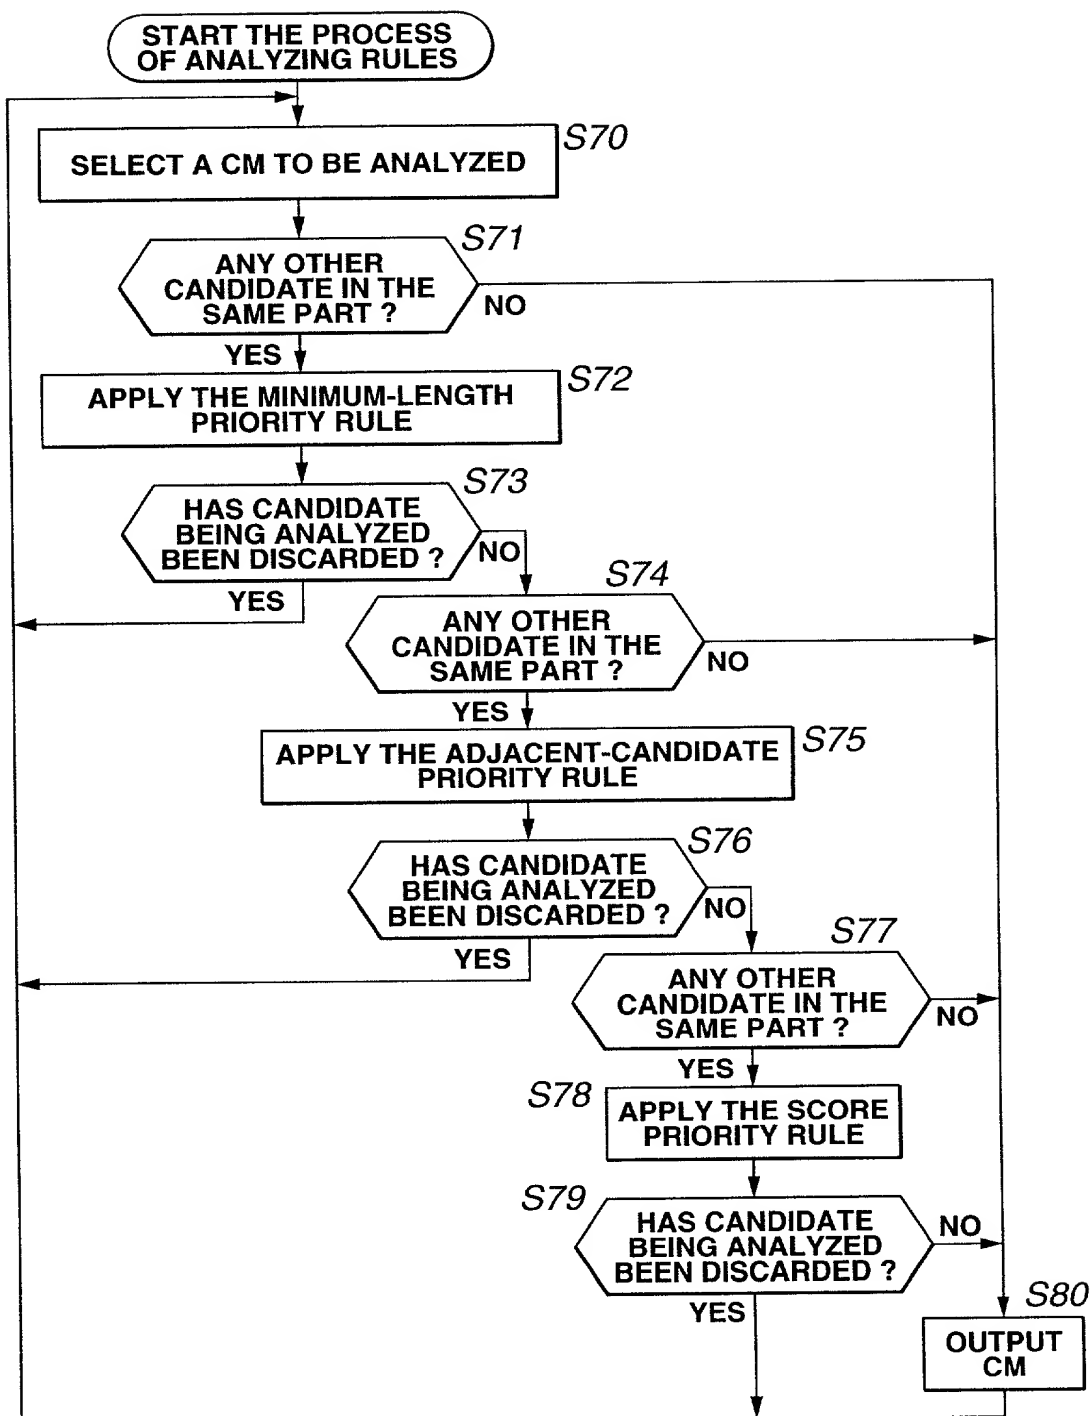 START THE PROCESS
OF ANALYZING RULES
S70
SELECT A CM TO BE ANALYZED
S71
ANY OTHER
CANDIDATE IN THE
SAME PART ?
NO
YES
S72
APPLY THE MINIMUM-LENGTH
PRIORITY RULE
S73
HAS CANDIDATE
BEING ANALYZED
BEEN DISCARDED ?
NO
YES
S74
ANY OTHER
CANDIDATE IN THE
SAME PART ?
NO
YES
S75
APPLY THE ADJACENT-CANDIDATE
PRIORITY RULE
S76
HAS CANDIDATE
BEING ANALYZED
BEEN DISCARDED ?
NO
YES
S77
ANY OTHER
CANDIDATE IN THE
SAME PART ?
NO
YES
S78
APPLY THE SCORE
PRIORITY RULE
S79
HAS CANDIDATE
BEING ANALYZED
BEEN DISCARDED ?
NO
YES
S80
OUTPUT
CM